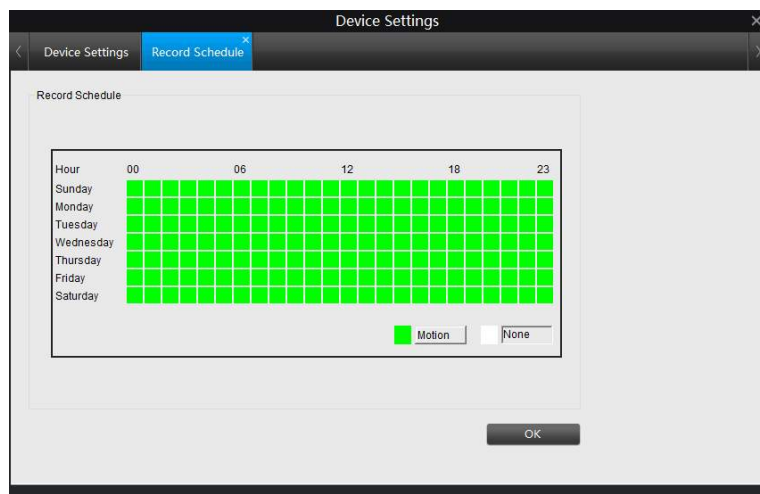 Device Settings
Device Settings Record Schedule
Record Schedule
Hour 00 06 12 18 23
Sunday
Monday
Tuesday
Wednesday
Thursday
Friday
Saturday
Motion None
OK